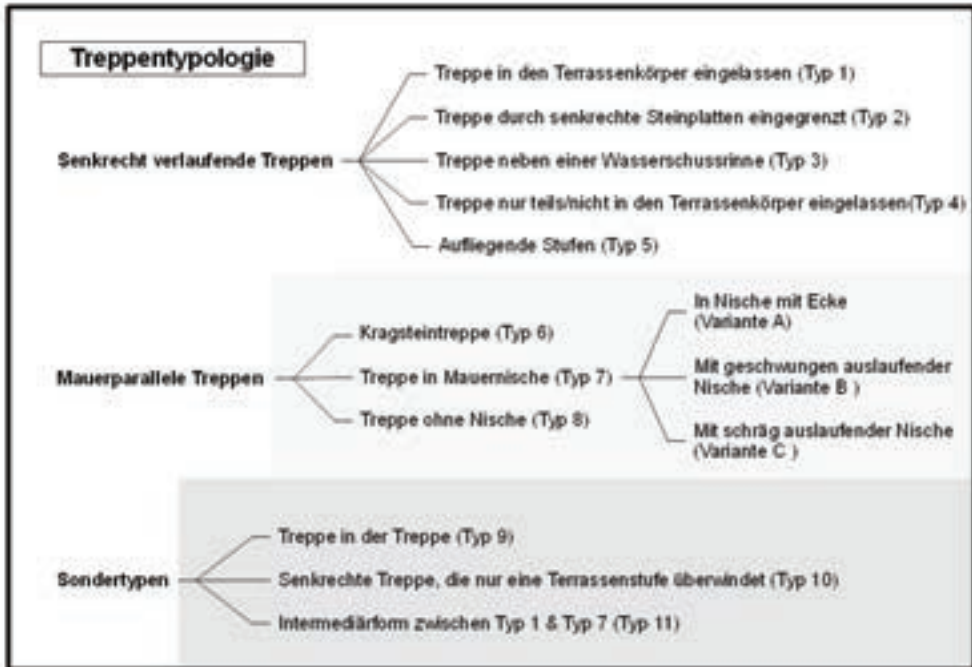 Treppentypologie
Senkrecht verlaufende Treppen
Treppe in den Terrassenkörper eingelassen (Typ 1)
Treppe durch senkrechte Steinplatten eingegrenzt (Typ 2)
Treppe neben einer Wasserschussrinne (Typ 3)
Treppe nur teils/nicht in den Terrassenkörper eingelassen(Typ 4)
Aufliegende Stufen (Typ 5)
Mauerparallele Treppen
Kragsteintreppe (Typ 6)
Treppe in Mauernische (Typ 7)
In Nische mit Ecke
(Variante A)
Mit geschwungen auslaufender
Nische (Variante B )
Mit schräg auslaufender Nische
(Variante C )
Treppe ohne Nische (Typ 8)
Sondertypen
Treppe in der Treppe (Typ 9)
Senkrechte Treppe, die nur eine Terrassenstufe überwindet (Typ 10)
Intermediärform zwischen Typ 1 & Typ 7 (Typ 11)